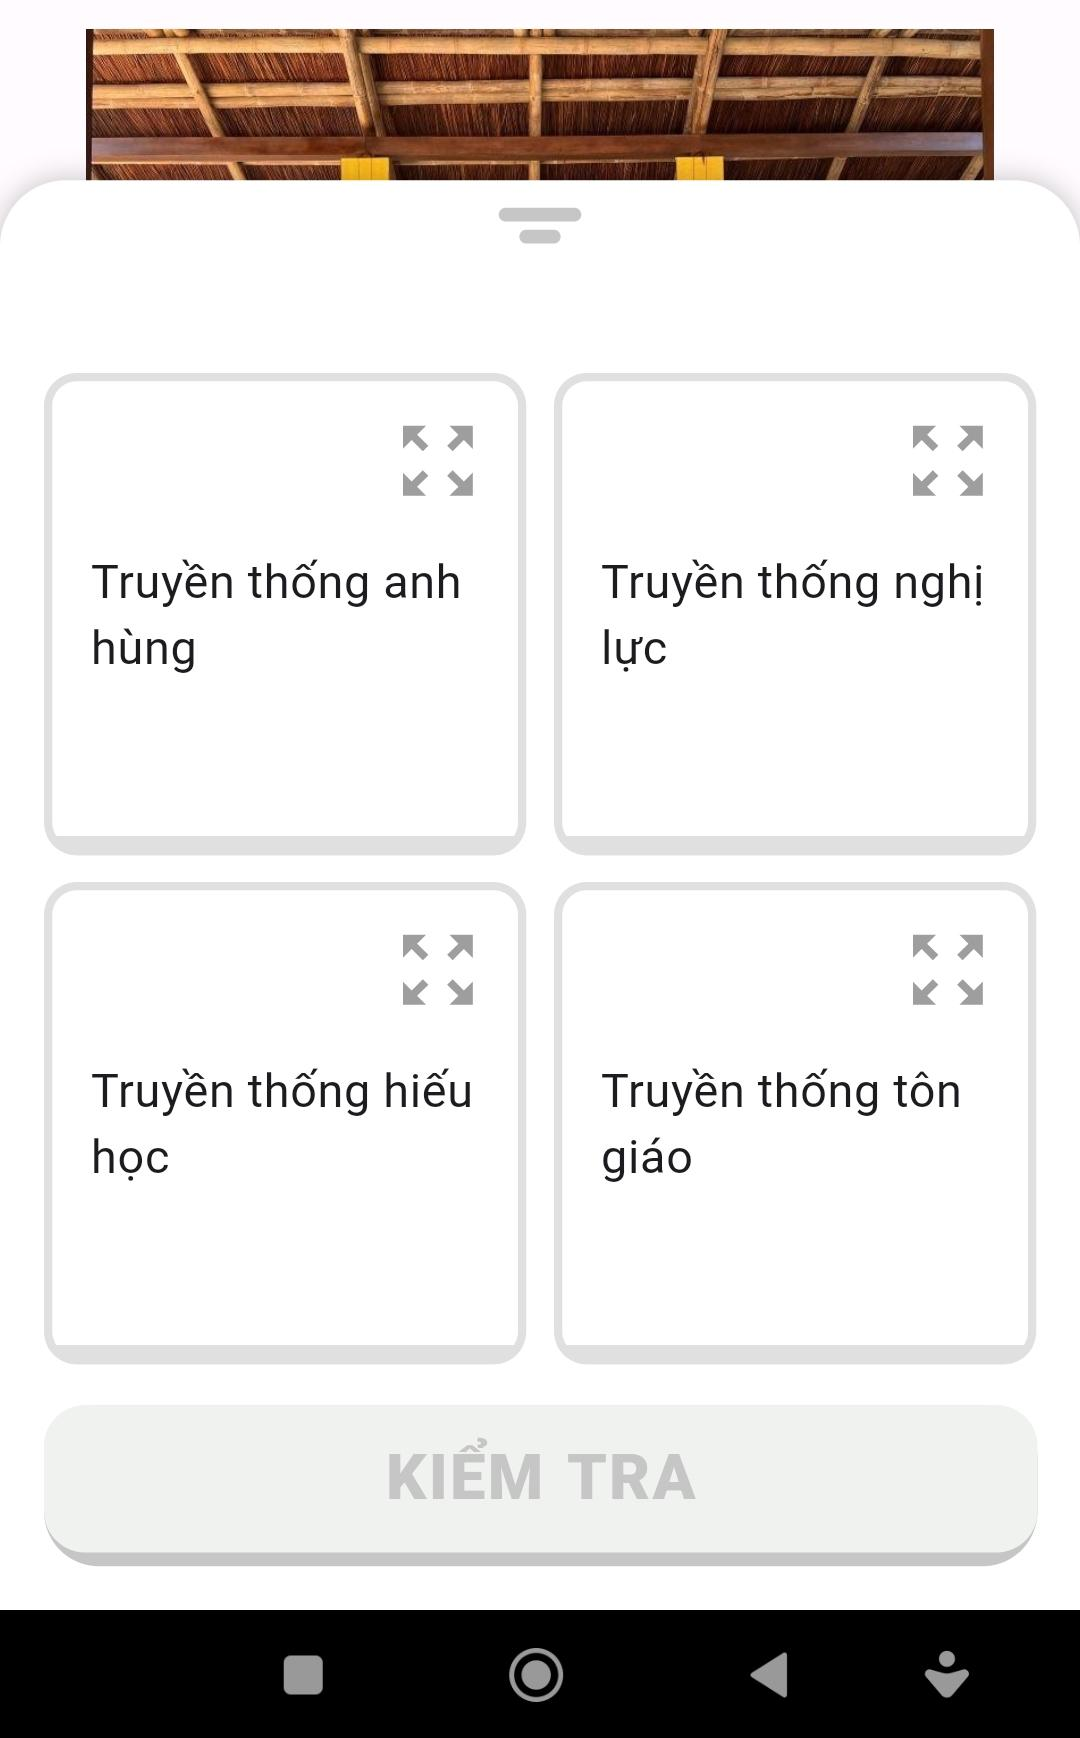 Truyền thống anh
hùng
Truyền thống nghị
lực
Truyền thống hiếu
học
Truyền thống tôn
giáo
KIỂM TRA